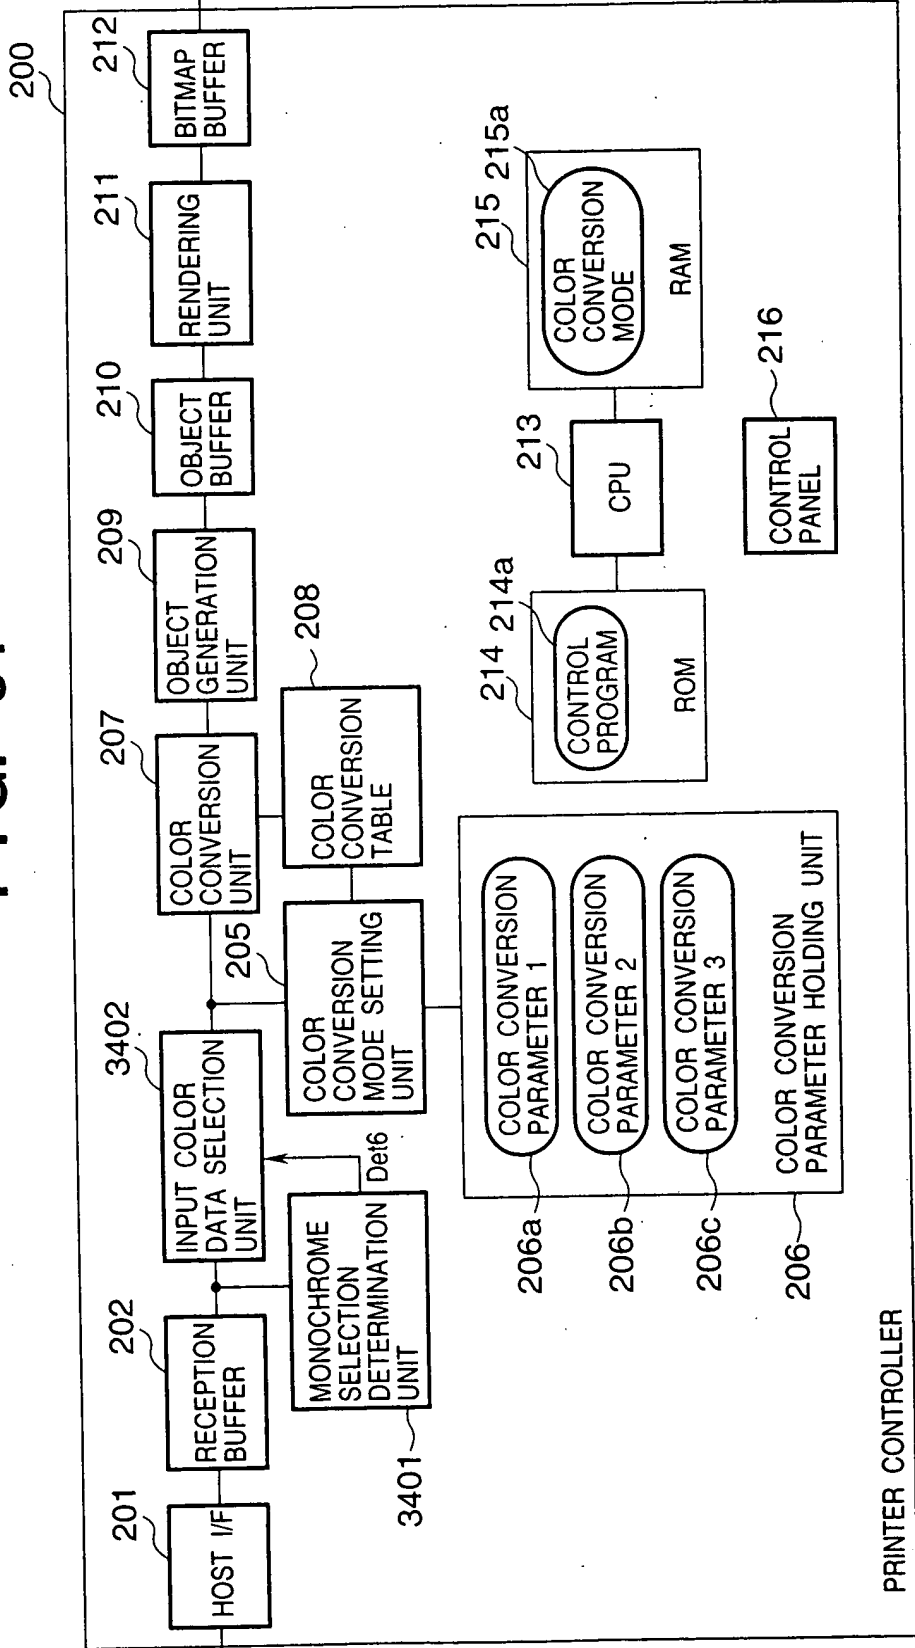 200
201
HOST I/F
202
RECEPTION
BUFFER
3402
INPUT COLOR
DATA SELECTION
UNIT
207
COLOR
CONVERSION
UNIT
209
OBJECT
GENERATION
UNIT
210
OBJECT
BUFFER
211
RENDERING
UNIT
212
BITMAP
BUFFER
3401
MONOCHROME
SELECTION
DETERMINATION
UNIT
Det6
205
COLOR
CONVERSION
MODE SETTING
UNIT
208
COLOR
CONVERSION
TABLE
206a
COLOR CONVERSION
PARAMETER 1
206b
COLOR CONVERSION
PARAMETER 2
206c
COLOR CONVERSION
PARAMETER 3
206
COLOR CONVERSION
PARAMETER HOLDING UNIT
214
214a
CONTROL
PROGRAM
ROM
213
CPU
215
215a
COLOR
CONVERSION
MODE
RAM
216
CONTROL
PANEL
PRINTER CONTROLLER